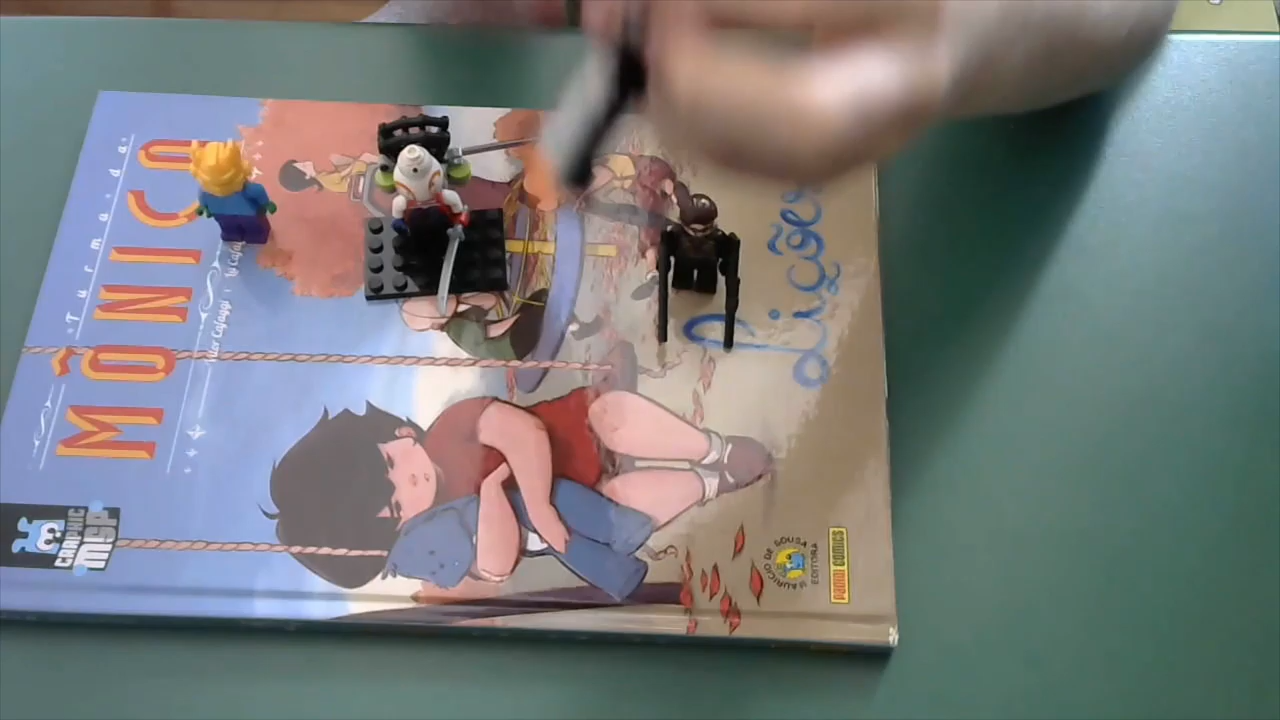 Turma da
MÔNICA
Vitor Cafaggi | Lu Cafaggi
Lições
GRAPHIC
MSP
MAURICIO DE SOUSA
EDITORA
PANINI COMICS